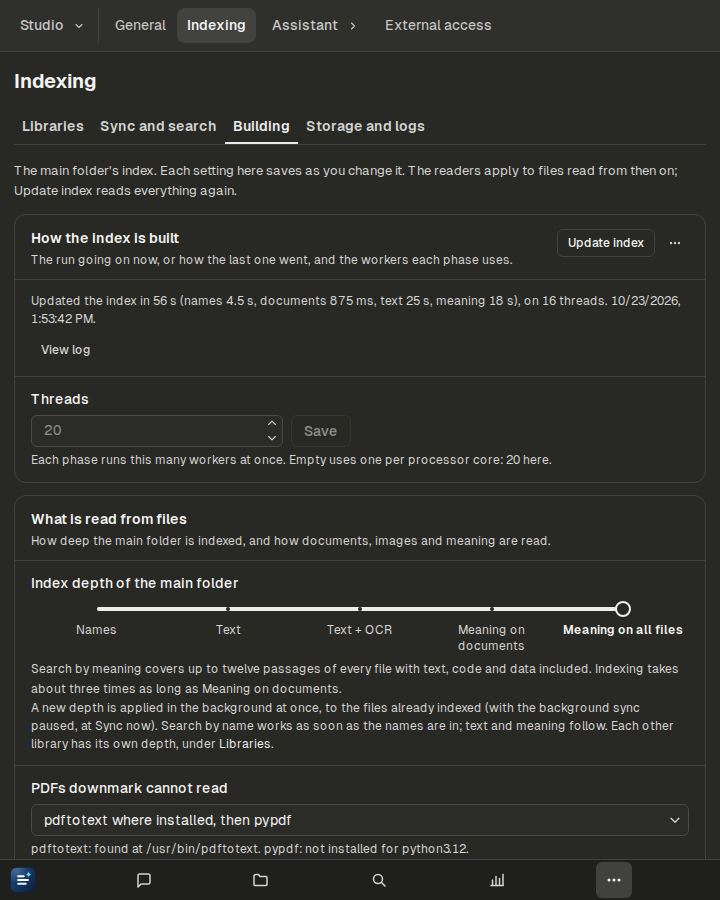 Studio
General
Indexing
Assistant
External access
Indexing
Libraries
Sync and search
Building
Storage and logs
The main folder's index. Each setting here saves as you change it. The readers apply to files read from then on;
Update index reads everything again.
How the index is built
Update index
The run going on now, or how the last one went, and the workers each phase uses.
Updated the index in 56 s (names 4.5 s, documents 875 ms, text 25 s, meaning 18 s), on 16 threads. 10/23/2026,
1:53:42 PM.
View log
Threads
20
Save
Each phase runs this many workers at once. Empty uses one per processor core: 20 here.
What is read from files
How deep the main folder is indexed, and how documents, images and meaning are read.
Index depth of the main folder
Names
Text
Text + OCR
Meaning on
documents
Meaning on all files
Search by meaning covers up to twelve passages of every file with text, code and data included. Indexing takes
about three times as long as Meaning on documents.
A new depth is applied in the background at once, to the files already indexed (with the background sync
paused, at Sync now). Search by name works as soon as the names are in; text and meaning follow. Each other
library has its own depth, under Libraries.
PDFs downmark cannot read
pdftotext where installed, then pypdf
pdftotext: found at /usr/bin/pdftotext. pypdf: not installed for python3.12.